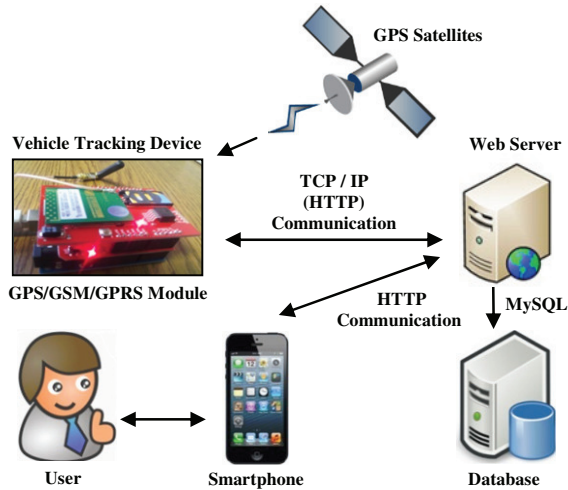 GPS Satellites
Vehicle Tracking Device
Web Server
TCP / IP
(HTTP)
Communication
GPS/GSM/GPRS Module
HTTP
Communication
MySQL
User
Smartphone
Database